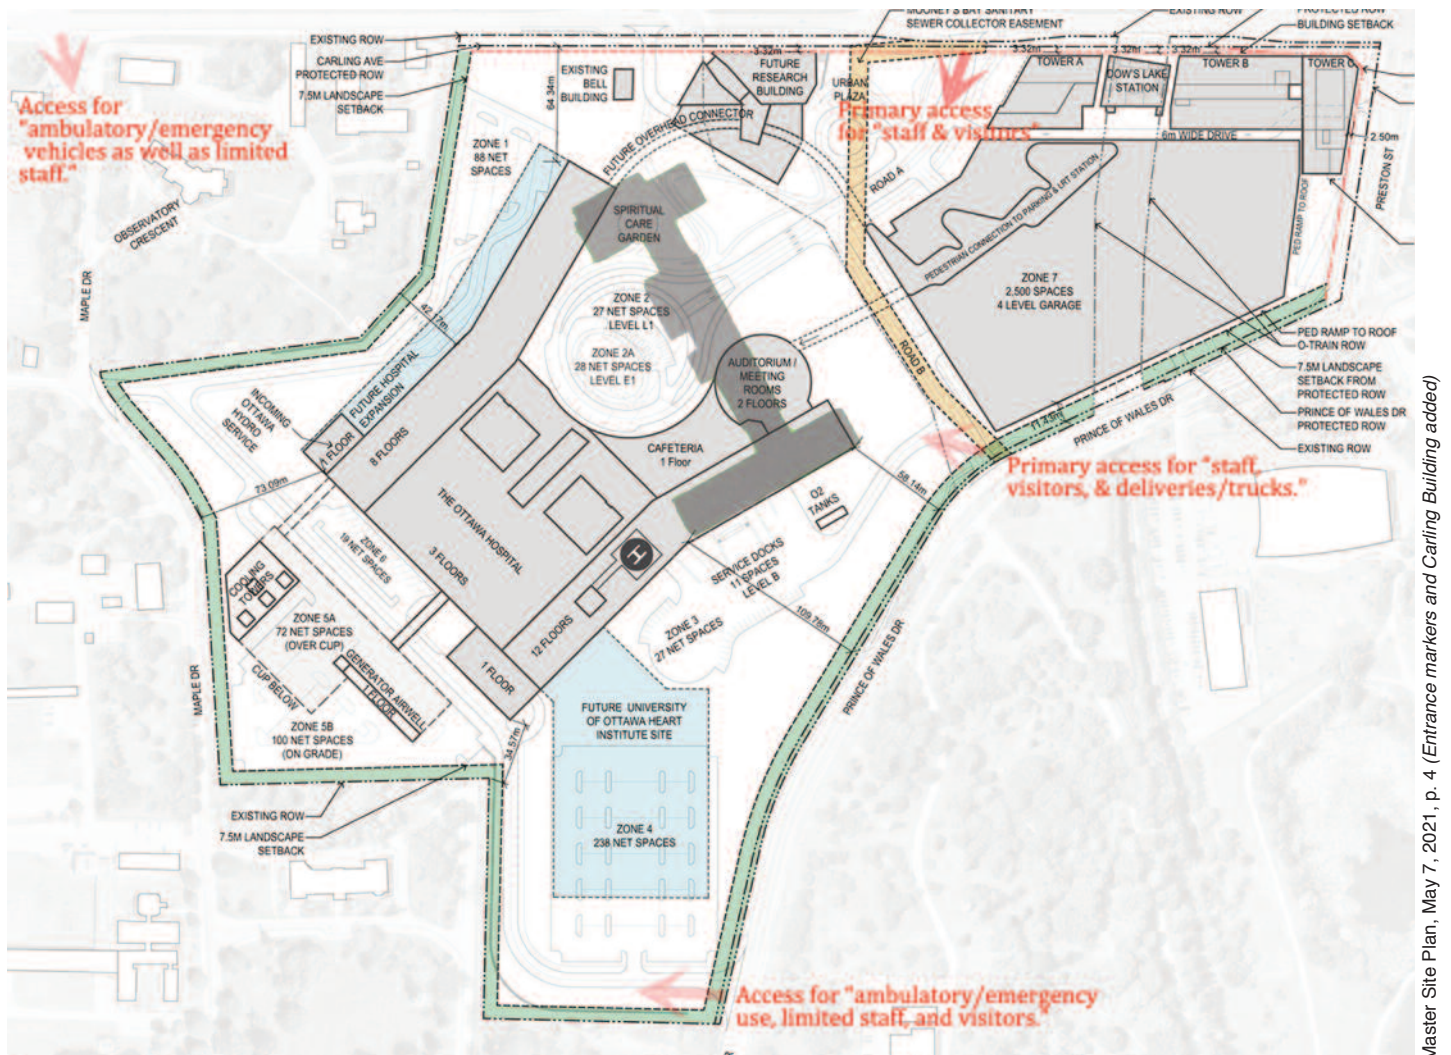 MOONEY'S BAY SANITARY
SEWER COLLECTOR EASEMENT
EXISTING ROW
PROTECTED ROW
BUILDING SETBACK
EXISTING ROW
CARLING AVE
PROTECTED ROW
7.5M LANDSCAPE
SETBACK
Access for
"ambulatory/emergency
vehicles as well as limited
staff."
64.34m
EXISTING
BELL
BUILDING
3.32m
FUTURE
RESEARCH
BUILDING
URBAN
PLAZA
Primary access
for "staff & visitors"
3.32m
TOWER A
3.32m
DOW'S LAKE
STATION
3.32m
TOWER B
TOWER C
6m WIDE DRIVE
2.50m
PRESTON ST
ZONE 1
88 NET
SPACES
FUTURE OVERHEAD CONNECTOR
ROAD A
PEDESTRIAN CONNECTION TO PARKING & LRT STATION
PED RAMP TO ROOF
OBSERVATORY
CRESCENT
MAPLE DR
SPIRITUAL
CARE
GARDEN
ZONE 7
2,500 SPACES
4 LEVEL GARAGE
ZONE 2
27 NET SPACES
LEVEL L1
ZONE 2A
28 NET SPACES
LEVEL E1
42.17m
ROAD B
PED RAMP TO ROOF
O-TRAIN ROW
7.5M LANDSCAPE
SETBACK FROM
PROTECTED ROW
PRINCE OF WALES DR
PROTECTED ROW
EXISTING ROW
AUDITORIUM /
MEETING
ROOMS
2 FLOORS
FUTURE HOSPITAL
EXPANSION
INCOMING
OTTAWA
HYDRO
SERVICE
1 FLOOR
8 FLOORS
CAFETERIA
1 Floor
11.43m
PRINCE OF WALES DR
Primary access for "staff,
visitors, & deliveries/trucks."
73.09m
58.14m
O2
TANKS
THE OTTAWA HOSPITAL
3 FLOORS
ZONE 6
19 NET SPACES
H
SERVICE DOCKS
11 SPACES
LEVEL B
COOLING
TOWERS
109.76m
ZONE 5A
72 NET SPACES
(OVER CUP)
12 FLOORS
ZONE 3
27 NET SPACES
PRINCE OF WALES DR
MAPLE DR
CUP BELOW
GENERATOR AIRWELL
1 FLOOR
1 FLOOR
ZONE 5B
100 NET SPACES
(ON GRADE)
34.57m
FUTURE UNIVERSITY
OF OTTAWA HEART
INSTITUTE SITE
EXISTING ROW
7.5M LANDSCAPE
SETBACK
ZONE 4
238 NET SPACES
Access for "ambulatory/emergency
use, limited staff, and visitors."
Master Site Plan, May 7, 2021, p. 4 (Entrance markers and Carling Building added)